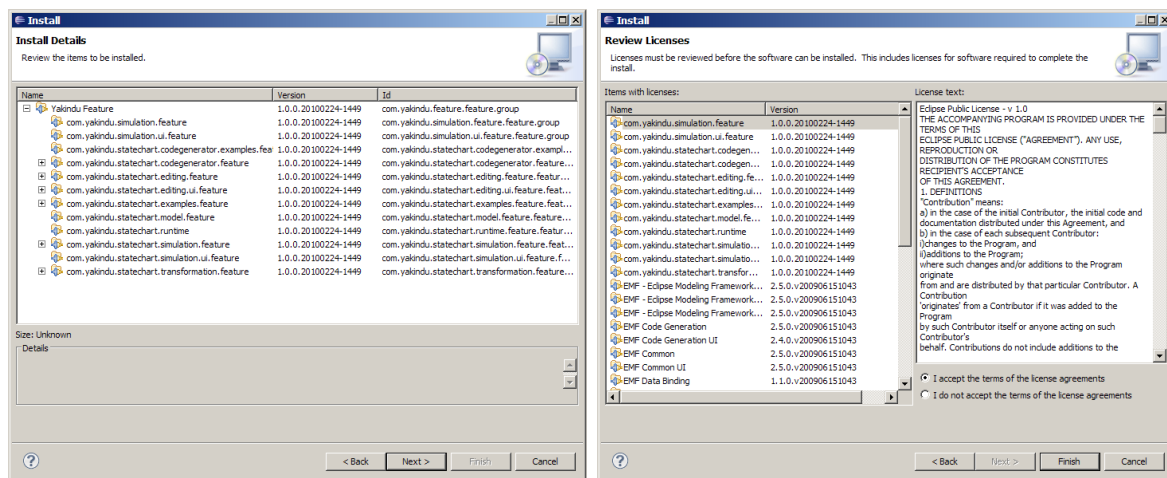 Install
Install Details
Review the items to be installed.
Name Version Id
Yakindu Feature 1.0.0.20100224-1449 com.yakindu.feature.feature.group
com.yakindu.simulation.feature 1.0.0.20100224-1449 com.yakindu.simulation.feature.feature.group
com.yakindu.simulation.ui.feature 1.0.0.20100224-1449 com.yakindu.simulation.ui.feature.feature.group
com.yakindu.statechart.codegenerator.examples.fea 1.0.0.20100224-1449 com.yakindu.statechart.codegenerator.exampl...
com.yakindu.statechart.codegenerator.feature 1.0.0.20100224-1449 com.yakindu.statechart.codegenerator.feature...
com.yakindu.statechart.editing.feature 1.0.0.20100224-1449 com.yakindu.statechart.editing.feature.featur...
com.yakindu.statechart.editing.ui.feature 1.0.0.20100224-1449 com.yakindu.statechart.editing.ui.feature.feat...
com.yakindu.statechart.examples.feature 1.0.0.20100224-1449 com.yakindu.statechart.examples.feature.feat...
com.yakindu.statechart.model.feature 1.0.0.20100224-1449 com.yakindu.statechart.model.feature.feature...
com.yakindu.statechart.runtime 1.0.0.20100224-1449 com.yakindu.statechart.runtime.feature.featur...
com.yakindu.statechart.simulation.feature 1.0.0.20100224-1449 com.yakindu.statechart.simulation.feature.feat...
com.yakindu.statechart.simulation.ui.feature 1.0.0.20100224-1449 com.yakindu.statechart.simulation.ui.feature.f...
com.yakindu.statechart.transformation.feature 1.0.0.20100224-1449 com.yakindu.statechart.transformation.feature...
Size: Unknown
Details
? < Back Next > Finish Cancel
Install
Review Licenses
Licenses must be reviewed before the software can be installed. This includes licenses for software required to complete the
install.
Items with licenses:
Name Version
com.yakindu.simulation.feature 1.0.0.20100224-1449
com.yakindu.simulation.ui.feature 1.0.0.20100224-1449
com.yakindu.statechart.codegen... 1.0.0.20100224-1449
com.yakindu.statechart.codegen... 1.0.0.20100224-1449
com.yakindu.statechart.editing.fe... 1.0.0.20100224-1449
com.yakindu.statechart.editing.ui... 1.0.0.20100224-1449
com.yakindu.statechart.examples... 1.0.0.20100224-1449
com.yakindu.statechart.model.fe... 1.0.0.20100224-1449
com.yakindu.statechart.runtime 1.0.0.20100224-1449
com.yakindu.statechart.simulatio... 1.0.0.20100224-1449
com.yakindu.statechart.simulatio... 1.0.0.20100224-1449
com.yakindu.statechart.transfor... 1.0.0.20100224-1449
EMF - Eclipse Modeling Framework... 2.5.0.v200906151043
EMF - Eclipse Modeling Framework... 2.5.0.v200906151043
EMF - Eclipse Modeling Framework... 2.5.0.v200906151043
EMF Code Generation 2.5.0.v200906151043
EMF Code Generation UI 2.4.0.v200906151043
EMF Common 2.5.0.v200906151043
EMF Common UI 2.5.0.v200906151043
EMF Data Binding 1.1.0.v200906151043
License text:
Eclipse Public License - v 1.0
THE ACCOMPANYING PROGRAM IS PROVIDED UNDER THE
TERMS OF THIS
ECLIPSE PUBLIC LICENSE ("AGREEMENT"). ANY USE,
REPRODUCTION OR
DISTRIBUTION OF THE PROGRAM CONSTITUTES
RECIPIENT'S ACCEPTANCE
OF THIS AGREEMENT.
1. DEFINITIONS
"Contribution" means:
a) in the case of the initial Contributor, the initial code and
documentation distributed under this Agreement, and
b) in the case of each subsequent Contributor:
i)changes to the Program, and
ii)additions to the Program;
where such changes and/or additions to the Program
originate
from and are distributed by that particular Contributor. A
Contribution
'originates' from a Contributor if it was added to the
Program
by such Contributor itself or anyone acting on such
Contributor's
behalf. Contributions do not include additions to the
I accept the terms of the license agreements
I do not accept the terms of the license agreements
? < Back Next > Finish Cancel